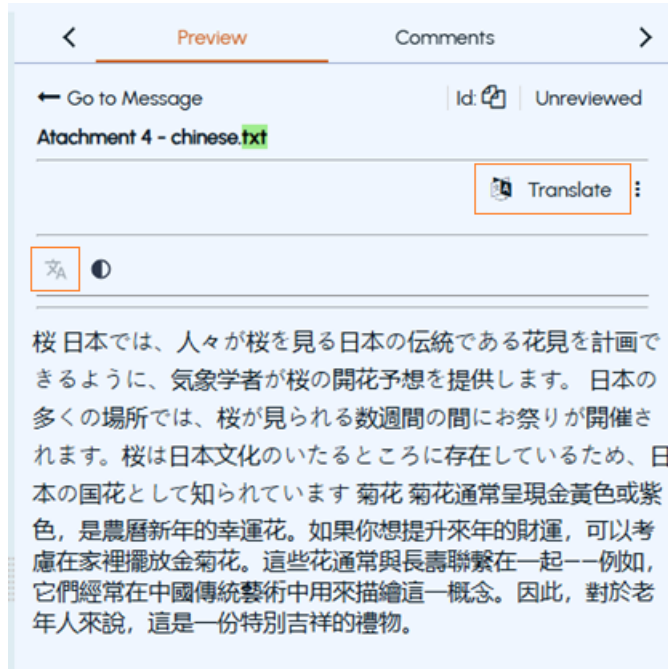 Preview Comments
Go to Message Id: Unreviewed
Atachment 4 - chinese.txt
Translate
桜 日本では、人々が桜を見る日本の伝統である花見を計画で
きるように、気象学者が桜の開花予想を提供します。 日本の
多くの場所では、桜が見られる数週間の間にお祭りが開催さ
れます。桜は日本文化のいたるところに存在しているため、日
本の国花として知られています 菊花 菊花通常呈現金黃色或紫
色，是農曆新年的幸運花。如果你想提升來年的財運，可以考
慮在家裡擺放金菊花。這些花通常與長壽聯繫在一起——例如，
它們經常在中國傳統藝術中用來描繪這一概念。因此，對於老
年人來說，這是一份特別吉祥的禮物。